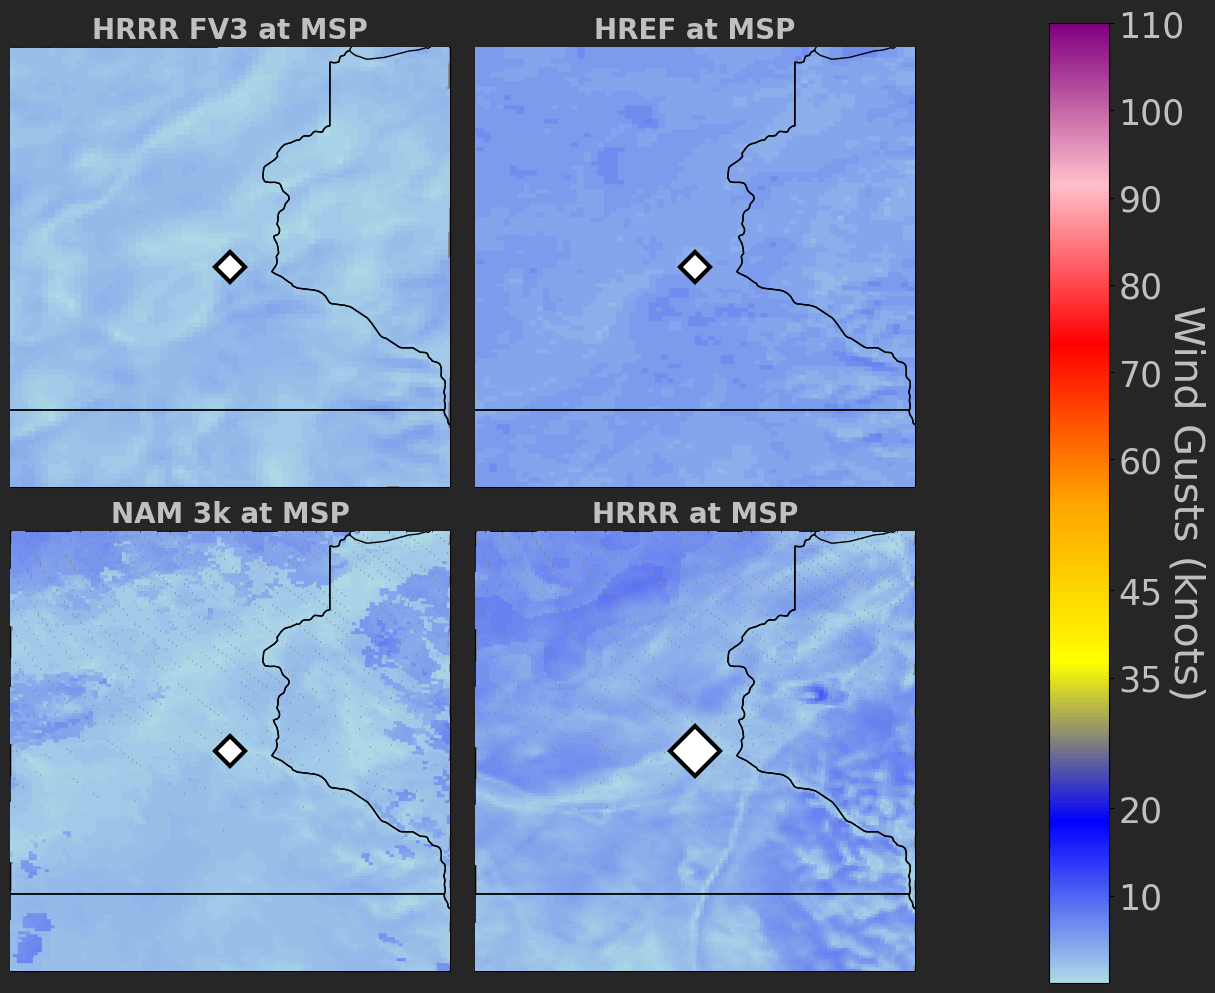 HRRR FV3 at MSP
HREF at MSP
NAM 3k at MSP
HRRR at MSP
110
100
90
80
70
60
45
35
20
10
Wind Gusts (knots)